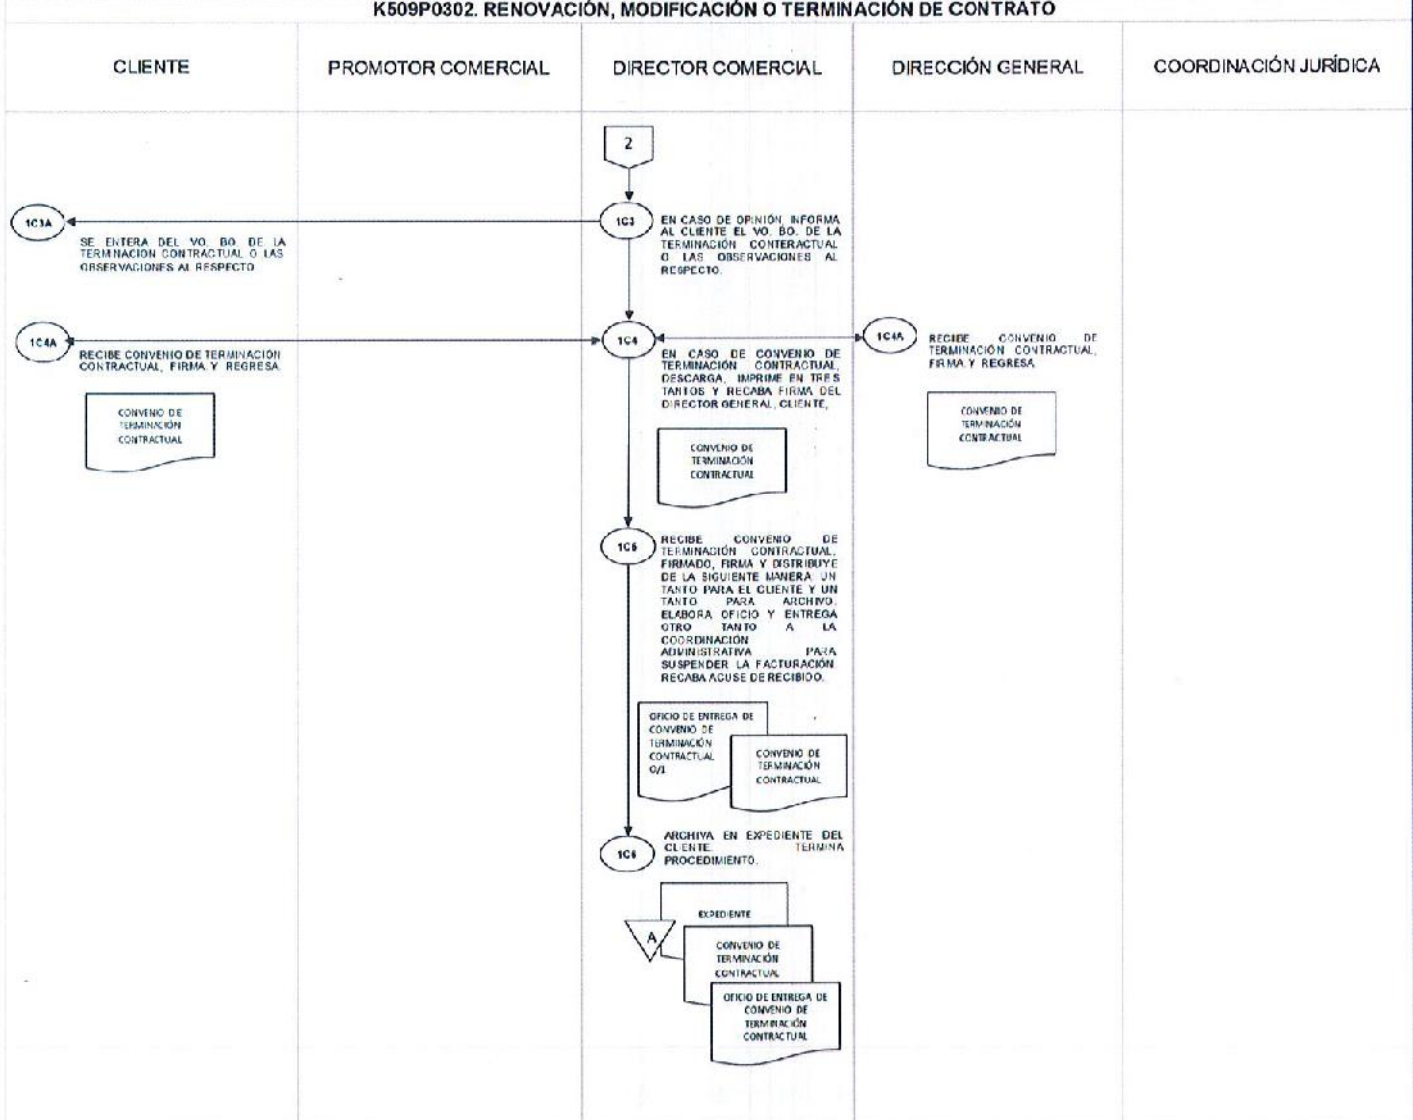 K509P0302. RENOVACIÓN, MODIFICACIÓN O TERMINACIÓN DE CONTRATO
CLIENTE
PROMOTOR COMERCIAL
DIRECTOR COMERCIAL
DIRECCIÓN GENERAL
COORDINACIÓN JURÍDICA
2
1C3A
SE ENTERA DEL VO. BO. DE LA
TERMINACIÓN CONTRACTUAL O LAS
OBSERVACIONES AL RESPECTO
1C3
EN CASO DE OPINIÓN, INFORMA
AL CLIENTE EL VO. BO. DE LA
TERMINACIÓN CONTERACTUAL
O LAS OBSERVACIONES AL
RESPECTO.
1C4A
RECIBE CONVENIO DE TERMINACIÓN
CONTRACTUAL, FIRMA Y REGRESA.
CONVENIO DE
TERMINACIÓN
CONTRACTUAL
1C4
EN CASO DE CONVENIO DE
TERMINACIÓN CONTRACTUAL,
DESCARGA, IMPRIME EN TRES
TANTOS Y RECABA FIRMA DEL
DIRECTOR GENERAL, CLIENTE,
CONVENIO DE
TERMINACIÓN
CONTRACTUAL
1C4A
RECIBE CONVENIO DE
TERMINACIÓN CONTRACTUAL,
FIRMA Y REGRESA
CONVENIO DE
TERMINACIÓN
CONTRACTUAL
1C5
RECIBE CONVENIO DE
TERMINACIÓN CONTRACTUAL,
FIRMADO, FIRMA Y DISTRIBUYE
DE LA SIGUIENTE MANERA: UN
TANTO PARA EL CLIENTE Y UN
TANTO PARA ARCHIVO.
ELABORA OFICIO Y ENTREGA
OTRO TANTO A LA
COORDINACIÓN
ADMINISTRATIVA PARA
SUSPENDER LA FACTURACIÓN.
RECABA ACUSE DE RECIBIDO.
OFICIO DE ENTREGA DE
CONVENIO DE
TERMINACIÓN
CONTRACTUAL
O/1
CONVENIO DE
TERMINACIÓN
CONTRACTUAL
1C6
ARCHIVA EN EXPEDIENTE DEL
CLIENTE. TERMINA
PROCEDIMIENTO.
A
EXPEDIENTE
CONVENIO DE
TERMINACIÓN
CONTRACTUAL
OFICIO DE ENTREGA DE
CONVENIO DE
TERMINACIÓN
CONTRACTUAL